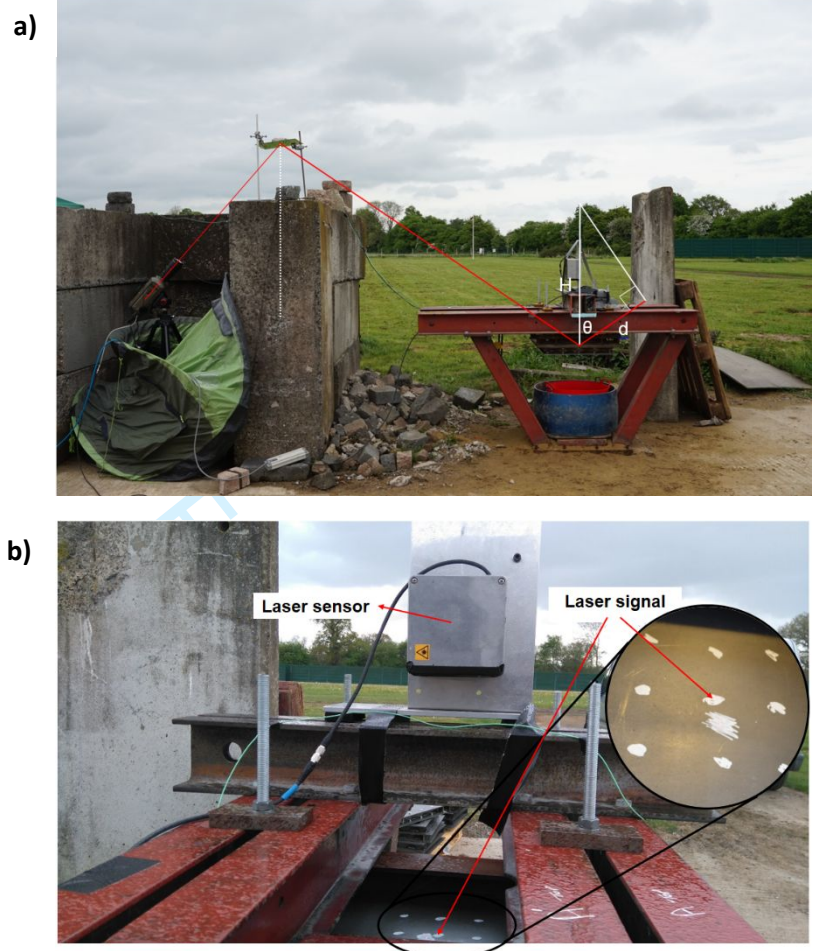 a)
H
θ
d
b)
Laser sensor
Laser signal